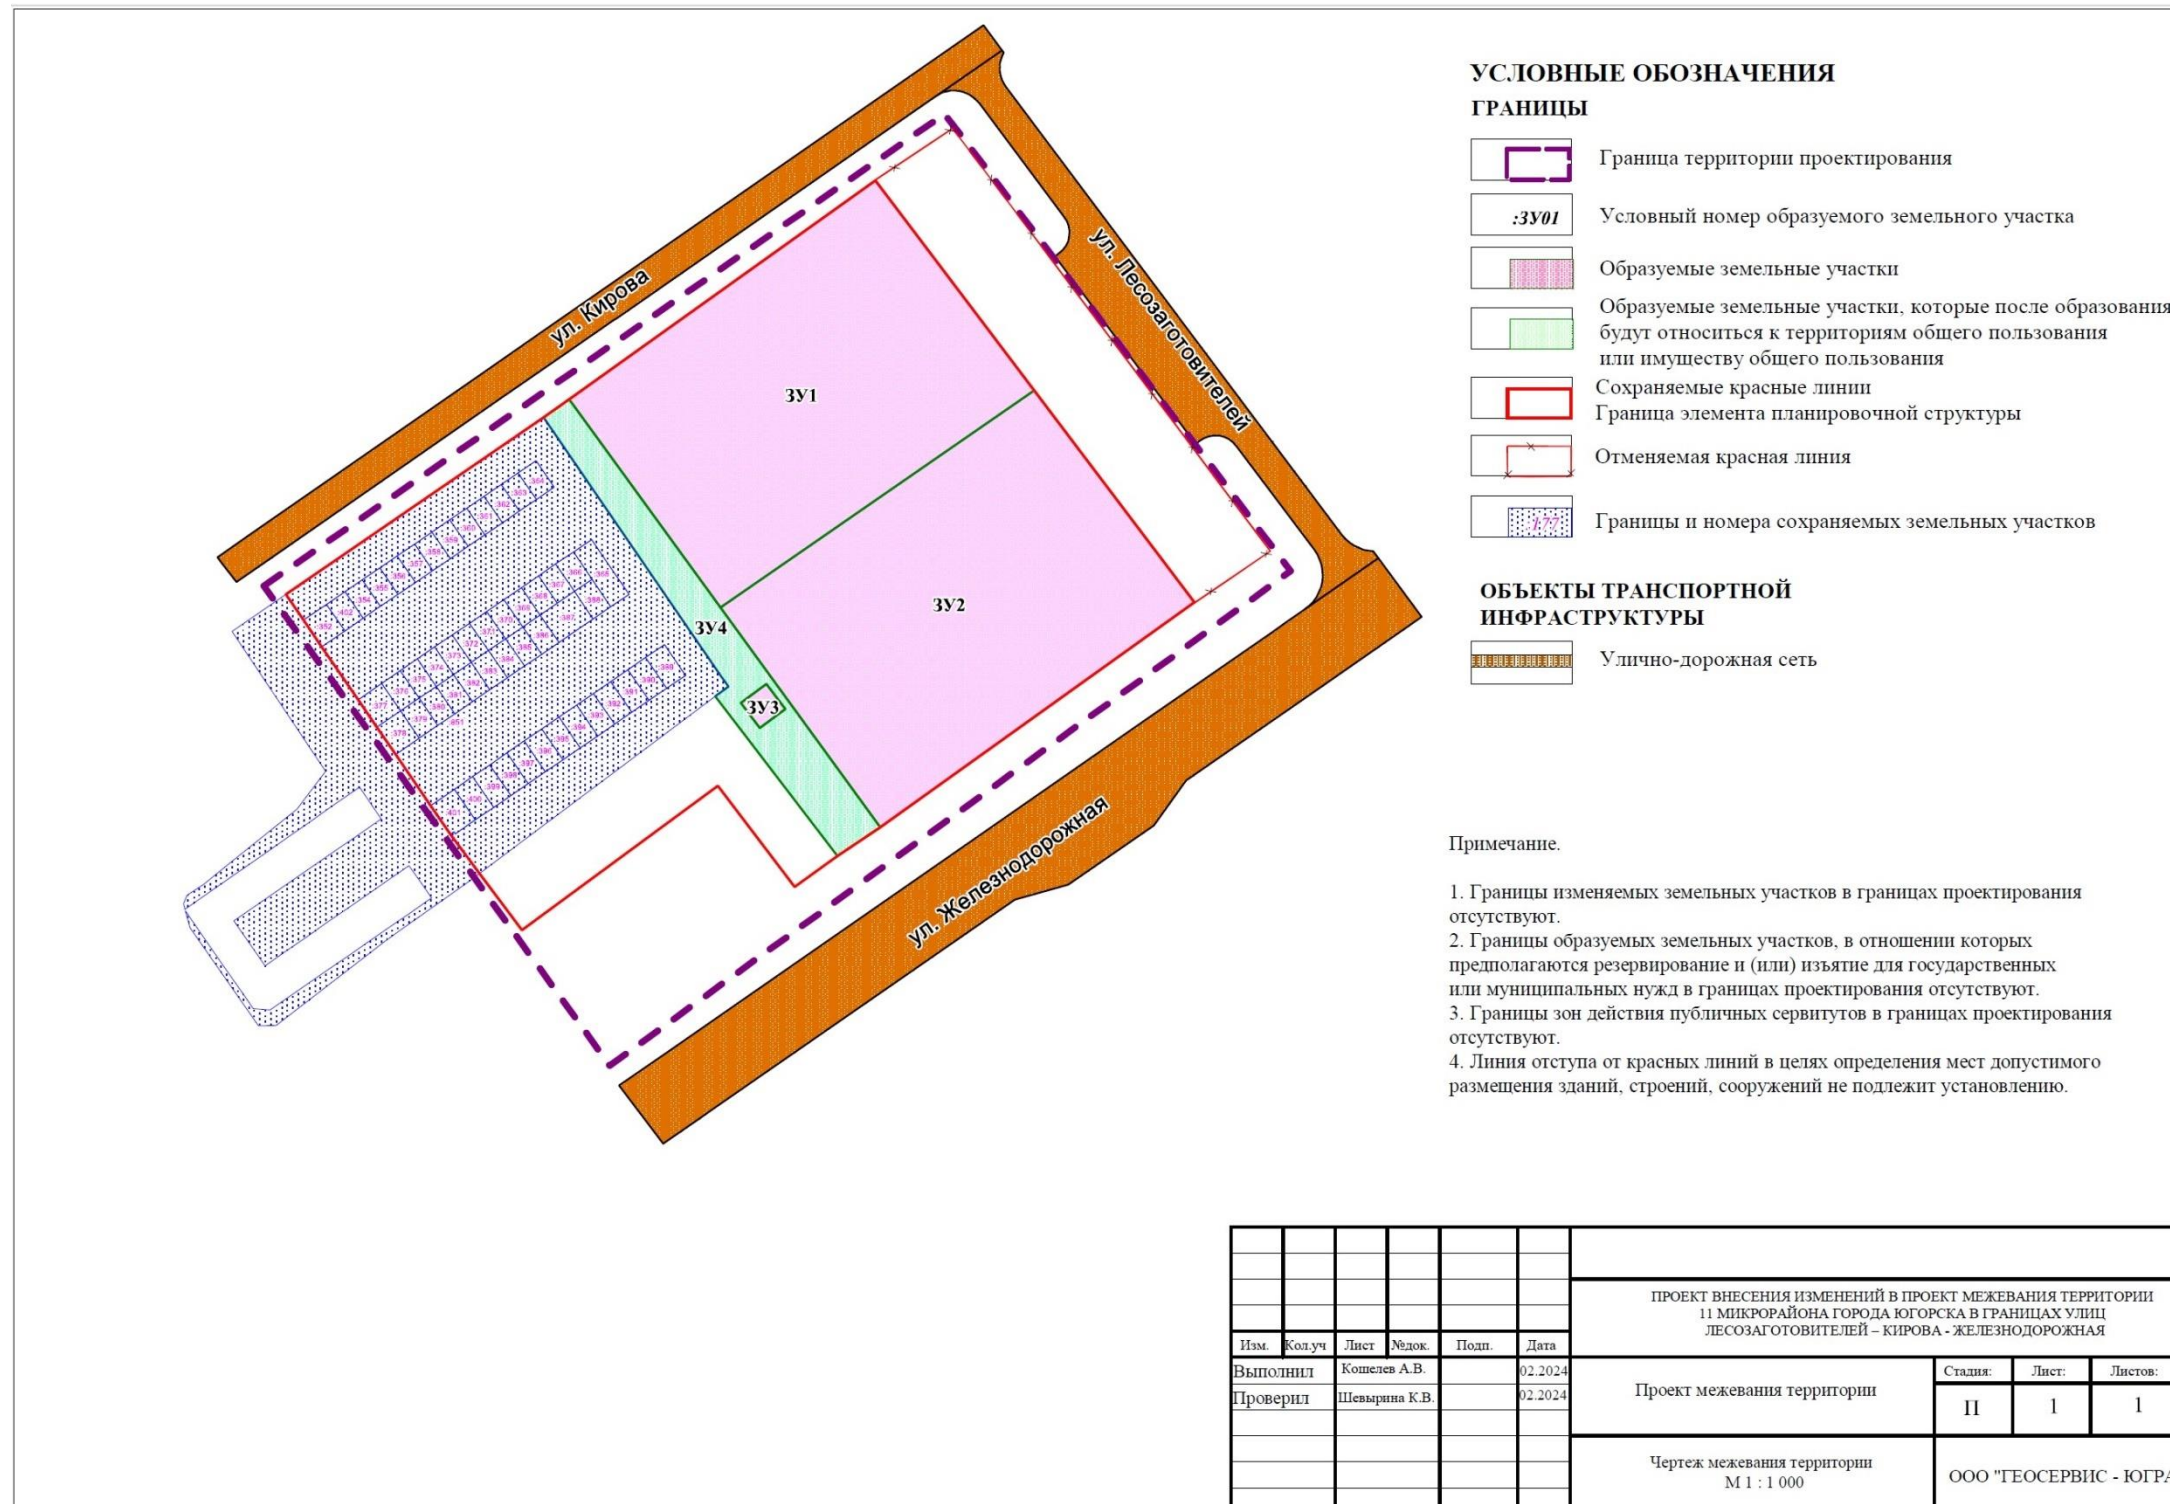 УСЛОВНЫЕ ОБОЗНАЧЕНИЯ
ГРАНИЦЫ
Граница территории проектирования
:ЗУ01
Условный номер образуемого земельного участка
Образуемые земельные участки
Образуемые земельные участки, которые после образования
будут относиться к территориям общего пользования
или имуществу общего пользования
Сохраняемые красные линии
Граница элемента планировочной структуры
Отменяемая красная линия
:177
Границы и номера сохраняемых земельных участков
ОБЪЕКТЫ ТРАНСПОРТНОЙ
ИНФРАСТРУКТУРЫ
Улично-дорожная сеть
ул. Кирова
ул. Лесозаготовителей
ул. Железнодорожная
ЗУ1
ЗУ2
ЗУ4
ЗУ3
Примечание.
1. Границы изменяемых земельных участков в границах проектирования
отсутствуют.
2. Границы образуемых земельных участков, в отношении которых
предполагаются резервирование и (или) изъятие для государственных
или муниципальных нужд в границах проектирования отсутствуют.
3. Границы зон действия публичных сервитутов в границах проектирования
отсутствуют.
4. Линия отступа от красных линий в целях определения мест допустимого
размещения зданий, строений, сооружений не подлежит установлению.
ПРОЕКТ ВНЕСЕНИЯ ИЗМЕНЕНИЙ В ПРОЕКТ МЕЖЕВАНИЯ ТЕРРИТОРИИ
11 МИКРОРАЙОНА ГОРОДА ЮГОРСКА В ГРАНИЦАХ УЛИЦ
ЛЕСОЗАГОТОВИТЕЛЕЙ – КИРОВА - ЖЕЛЕЗНОДОРОЖНАЯ
Изм. Кол.уч Лист №док. Подп. Дата
Выполнил Кошелев А.В. 02.2024
Проверил Шевырина К.В. 02.2024
Проект межевания территории
Стадия: Лист: Листов:
П 1 1
Чертеж межевания территории
М 1 : 1 000
ООО "ГЕОСЕРВИС - ЮГРА